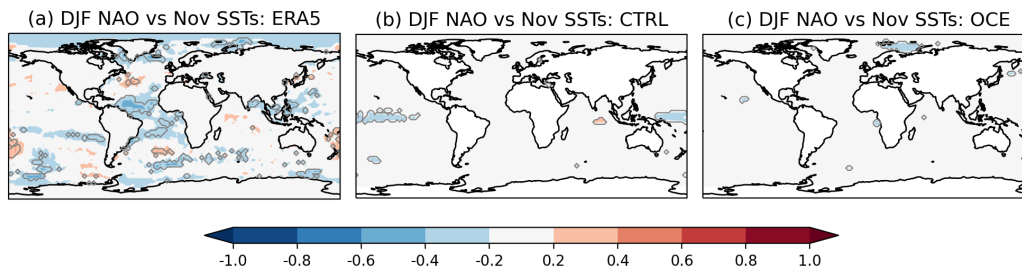 (a) DJF NAO vs Nov SSTs: ERA5
(b) DJF NAO vs Nov SSTs: CTRL
(c) DJF NAO vs Nov SSTs: OCE
-1.0 -0.8 -0.6 -0.4 -0.2 0.2 0.4 0.6 0.8 1.0